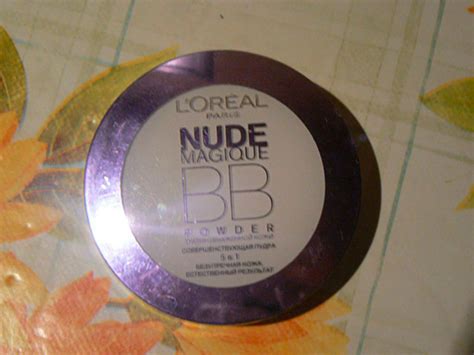 L'ORÉAL
PARIS
NUDE
MAGIQUE
BB
POWDER
СОВЕРШЕНСТВУЮЩАЯ ПУДРА
5 в 1
БЕЗУПРЕЧНАЯ КОЖА
ЕСТЕСТВЕННЫЙ РЕЗУЛЬТАТ